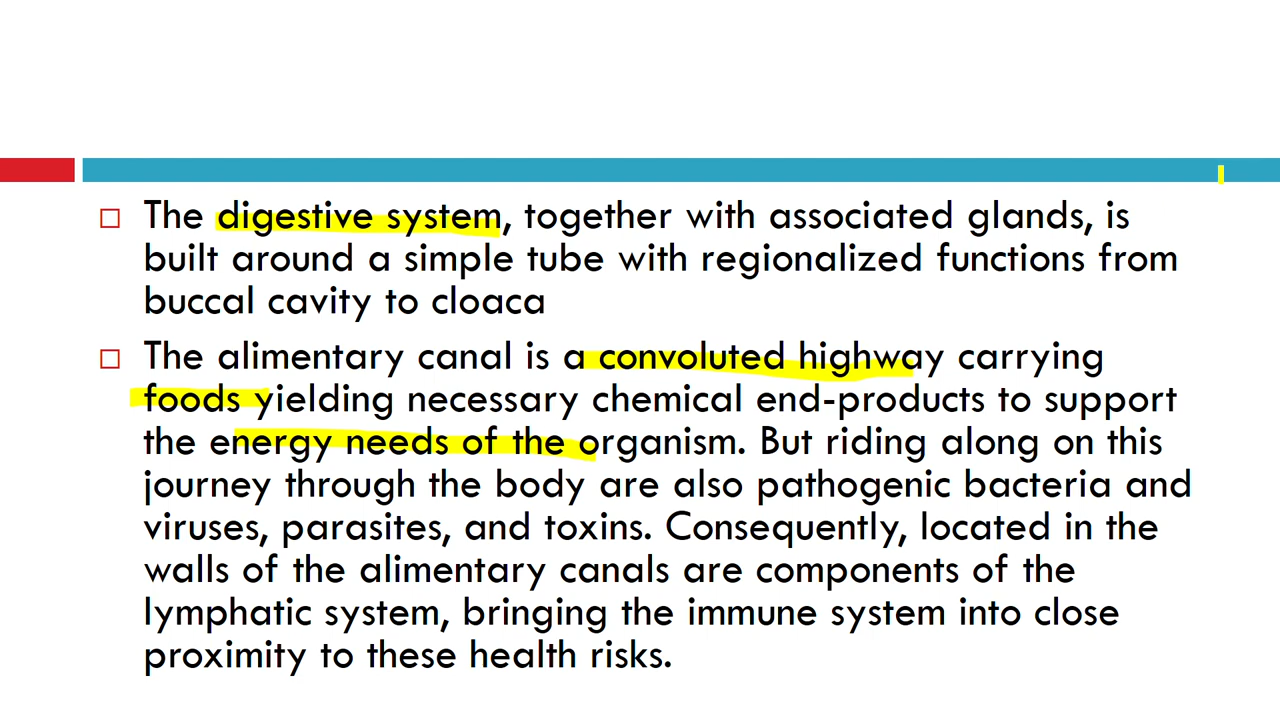 The digestive system, together with associated glands, is
built around a simple tube with regionalized functions from
buccal cavity to cloaca
The alimentary canal is a convoluted highway carrying
foods yielding necessary chemical end-products to support
the energy needs of the organism. But riding along on this
journey through the body are also pathogenic bacteria and
viruses, parasites, and toxins. Consequently, located in the
walls of the alimentary canals are components of the
lymphatic system, bringing the immune system into close
proximity to these health risks.